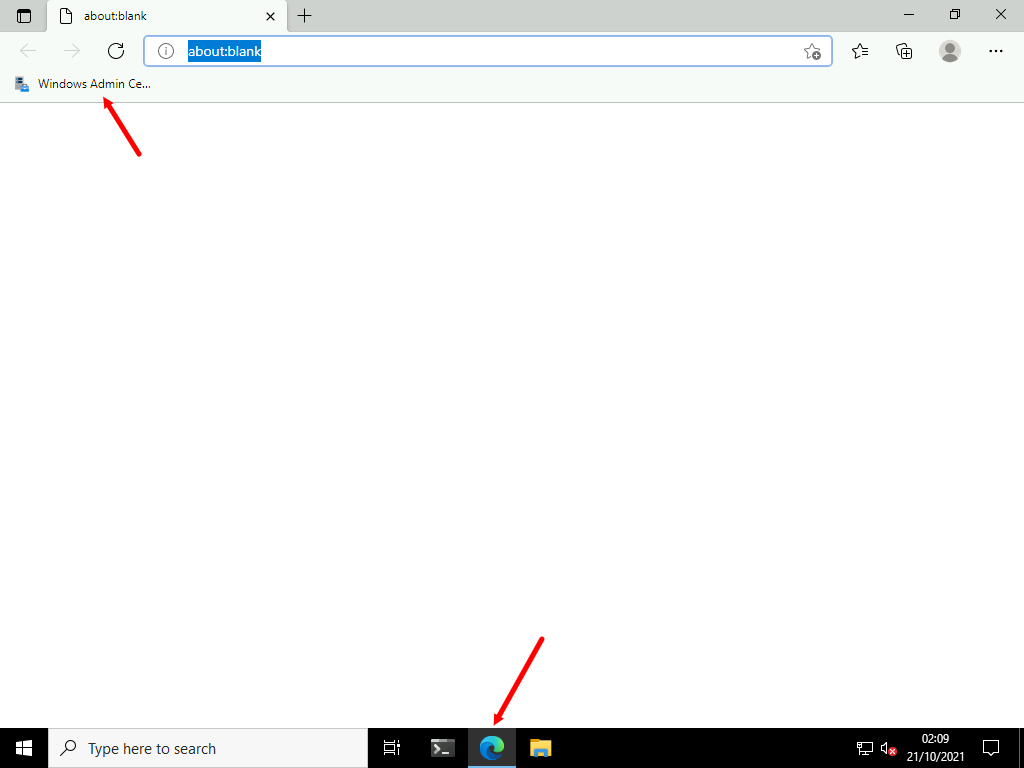 about:blank
about:blank
Windows Admin Ce...
Type here to search
02:09
21/10/2021